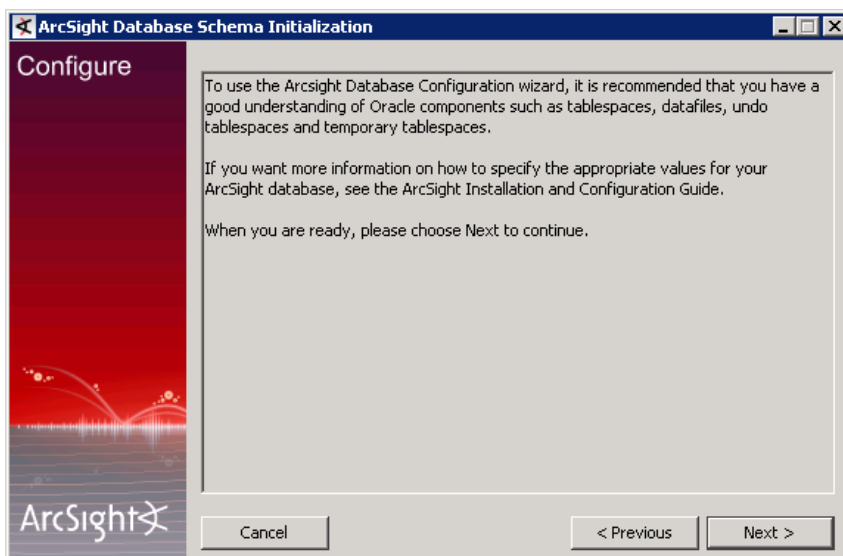 ArcSight Database Schema Initialization
Configure
To use the Arcsight Database Configuration wizard, it is recommended that you have a
good understanding of Oracle components such as tablespaces, datafiles, undo
tablespaces and temporary tablespaces.
If you want more information on how to specify the appropriate values for your
ArcSight database, see the ArcSight Installation and Configuration Guide.
When you are ready, please choose Next to continue.
ArcSight
Cancel
< Previous
Next >